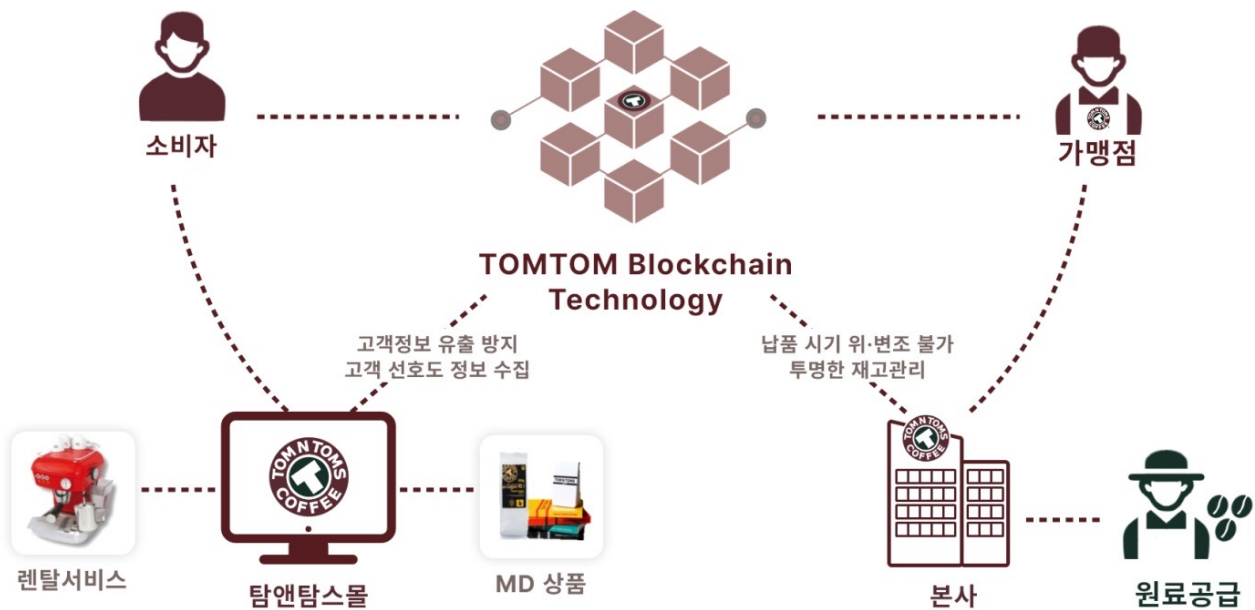 소비자
가맹점
TOMTOM Blockchain
Technology
고객정보 유출 방지
고객 선호도 정보 수집
납품 시기 위·변조 불가
투명한 재고관리
TOM N TOMS
COFFEE
TOM N TOMS
COFFEE
렌탈서비스
탐앤탐스몰
MD 상품
본사
원료공급